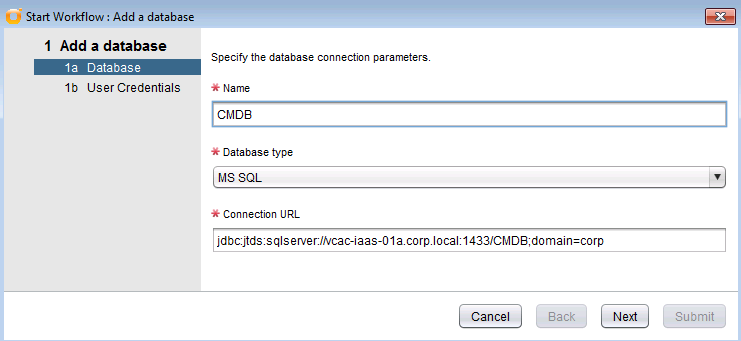 Start Workflow : Add a database
1 Add a database
1a Database
1b User Credentials
Specify the database connection parameters.
* Name
CMDB
* Database type
MS SQL
* Connection URL
jdbc:jtds:sqlserver://vcac-iaas-01a.corp.local:1433/CMDB;domain=corp
Cancel Back Next Submit